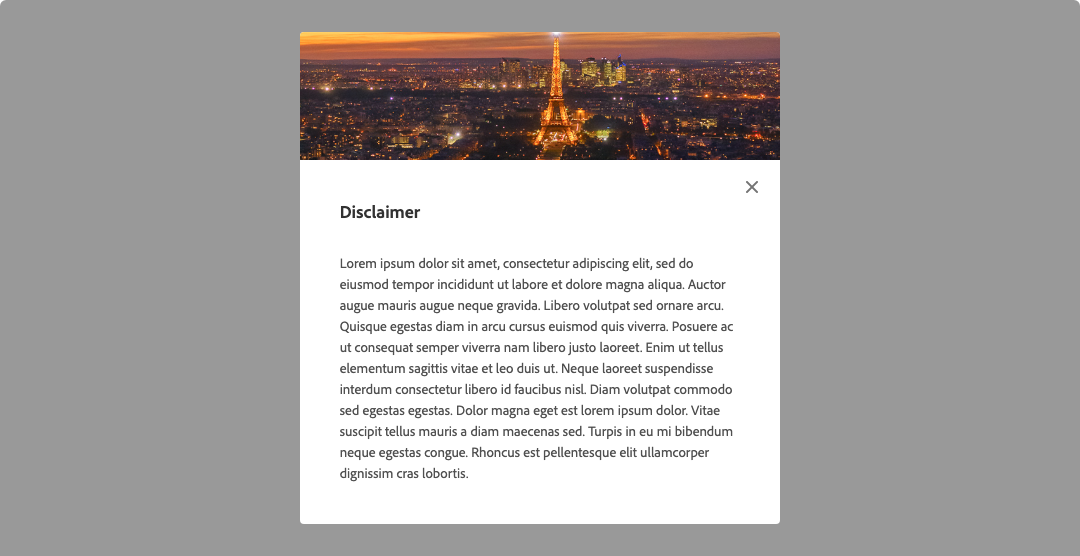 Disclaimer
Lorem ipsum dolor sit amet, consectetur adipiscing elit, sed do
eiusmod tempor incididunt ut labore et dolore magna aliqua. Auctor
augue mauris augue neque gravida. Libero volutpat sed ornare arcu.
Quisque egestas diam in arcu cursus euismod quis viverra. Posuere ac
ut consequat semper viverra nam libero justo laoreet. Enim ut tellus
elementum sagittis vitae et leo duis ut. Neque laoreet suspendisse
interdum consectetur libero id faucibus nisl. Diam volutpat commodo
sed egestas egestas. Dolor magna eget est lorem ipsum dolor. Vitae
suscipit tellus mauris a diam maecenas sed. Turpis in eu mi bibendum
neque egestas congue. Rhoncus est pellentesque elit ullamcorper
dignissim cras lobortis.